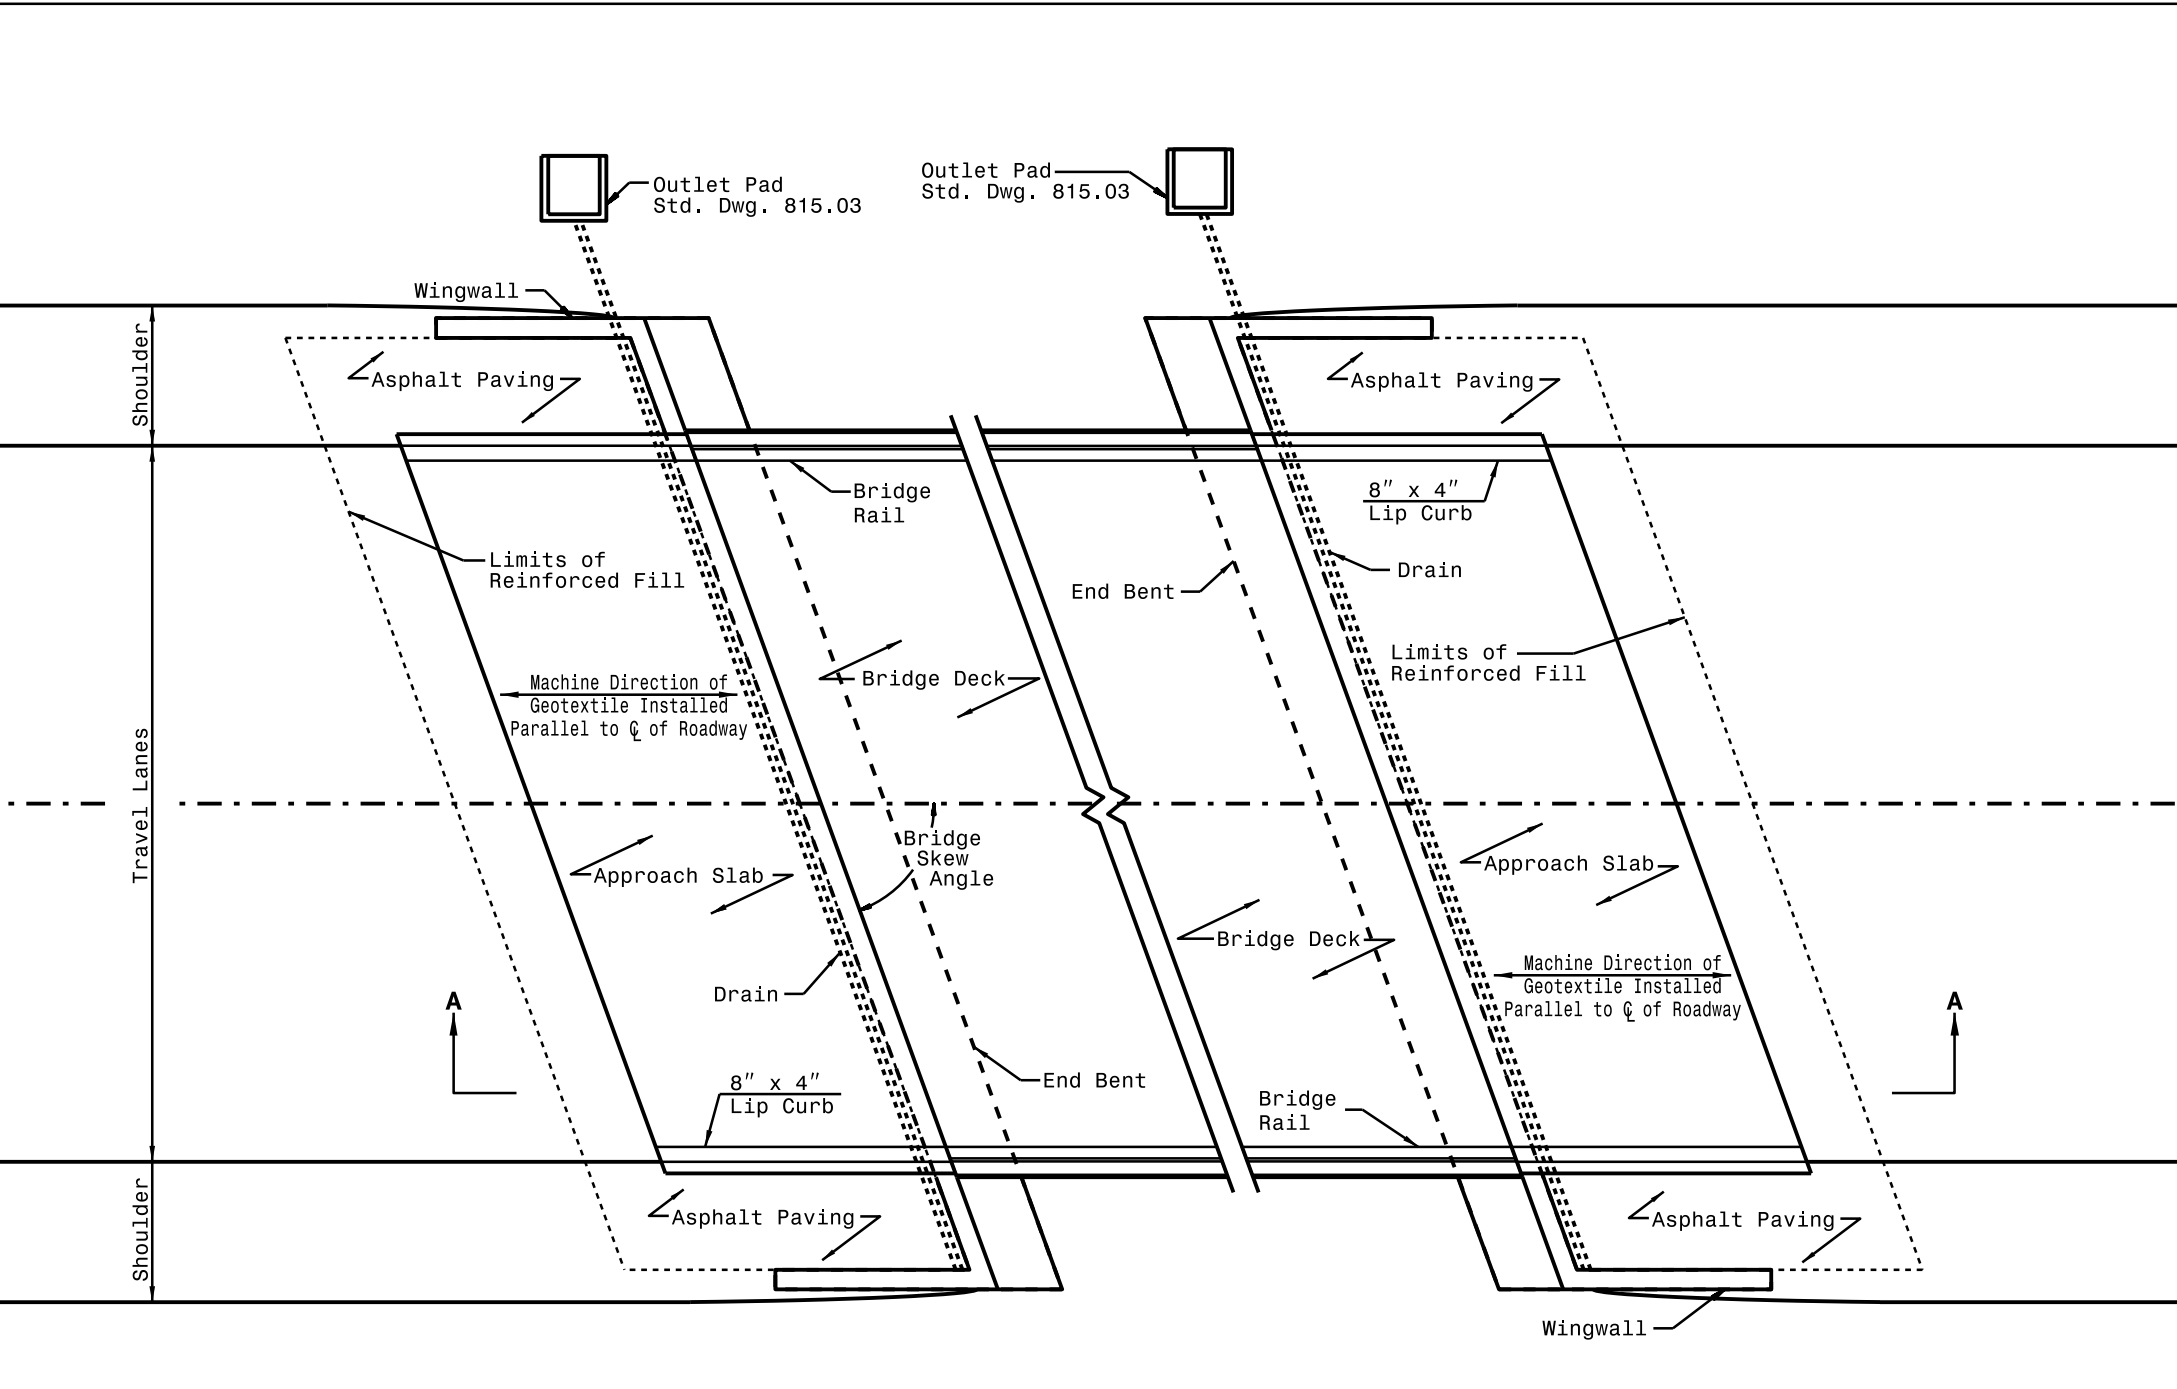 Outlet Pad
Std. Dwg. 815.03
Outlet Pad
Std. Dwg. 815.03
Wingwall
Shoulder
Asphalt Paving
Asphalt Paving
Bridge
Rail
8" x 4"
Lip Curb
Limits of
Reinforced Fill
End Bent
Drain
Limits of
Reinforced Fill
Machine Direction of
Geotextile Installed
Parallel to ℄ of Roadway
Bridge Deck
Travel Lanes
Bridge
Skew
Angle
Approach Slab
Approach Slab
Bridge Deck
Machine Direction of
Geotextile Installed
Parallel to ℄ of Roadway
Drain
A
A
End Bent
8" x 4"
Lip Curb
Bridge
Rail
Shoulder
Asphalt Paving
Asphalt Paving
Wingwall